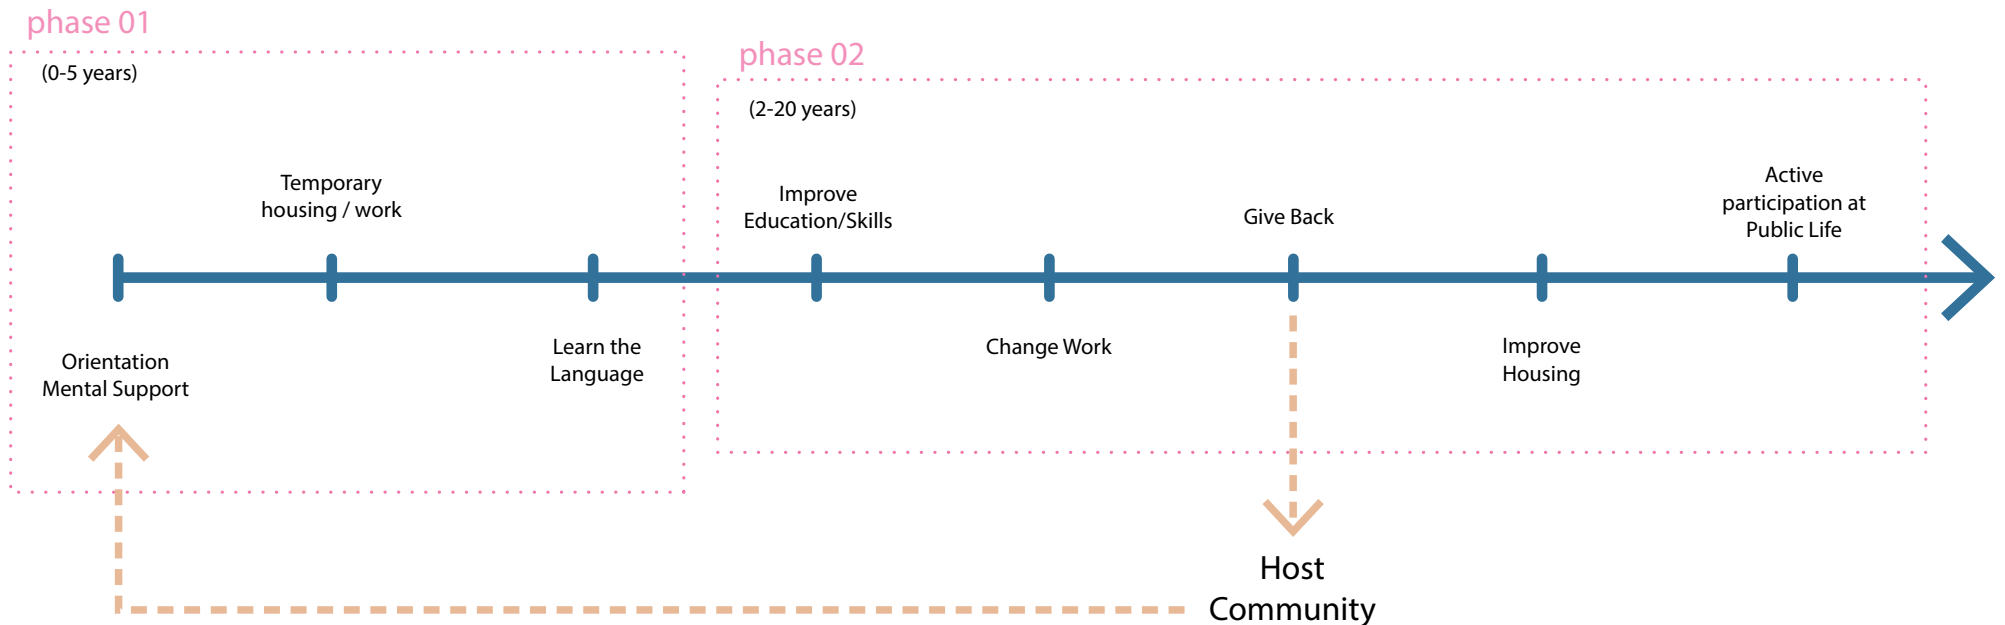 phase 01
(0-5 years)
Temporary
housing / work
Orientation
Mental Support
Learn the
Language
phase 02
(2-20 years)
Improve
Education/Skills
Change Work
Give Back
Improve
Housing
Active
participation at
Public Life
Host
Community